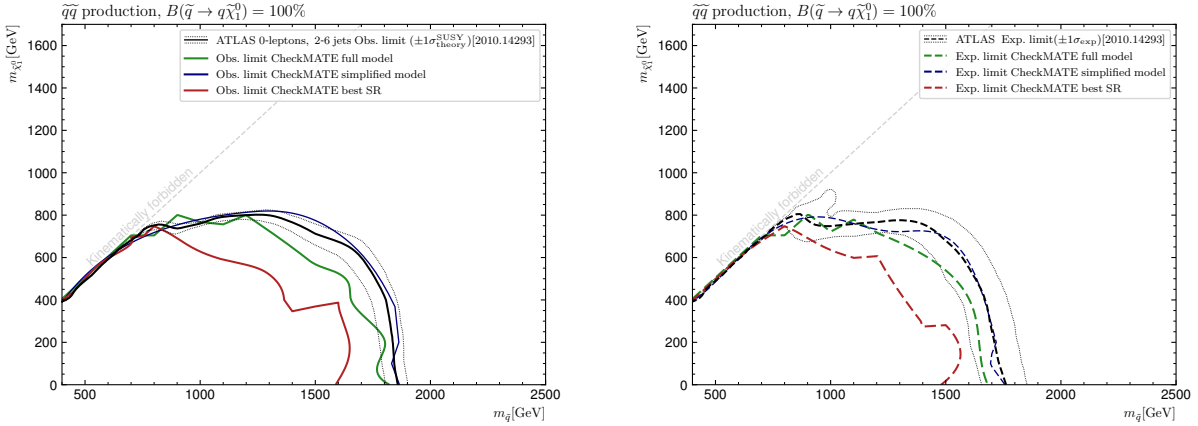 q̃q̃ production, B(q̃ → qχ̃₁⁰) = 100%
m_χ̃₁⁰[GeV]
ATLAS 0-leptons, 2-6 jets Obs. limit (±1σ^SUSY_theory)[2010.14293]
Obs. limit CheckMATE full model
Obs. limit CheckMATE simplified model
Obs. limit CheckMATE best SR
Kinematically forbidden
1600
1400
1200
1000
800
600
400
200
0
500 1000 1500 2000 2500
m_q̃[GeV]
q̃q̃ production, B(q̃ → qχ̃₁⁰) = 100%
m_χ̃₁⁰[GeV]
ATLAS Exp. limit(±1σ_exp)[2010.14293]
Exp. limit CheckMATE full model
Exp. limit CheckMATE simplified model
Exp. limit CheckMATE best SR
Kinematically forbidden
1600
1400
1200
1000
800
600
400
200
0
500 1000 1500 2000 2500
m_q̃[GeV]